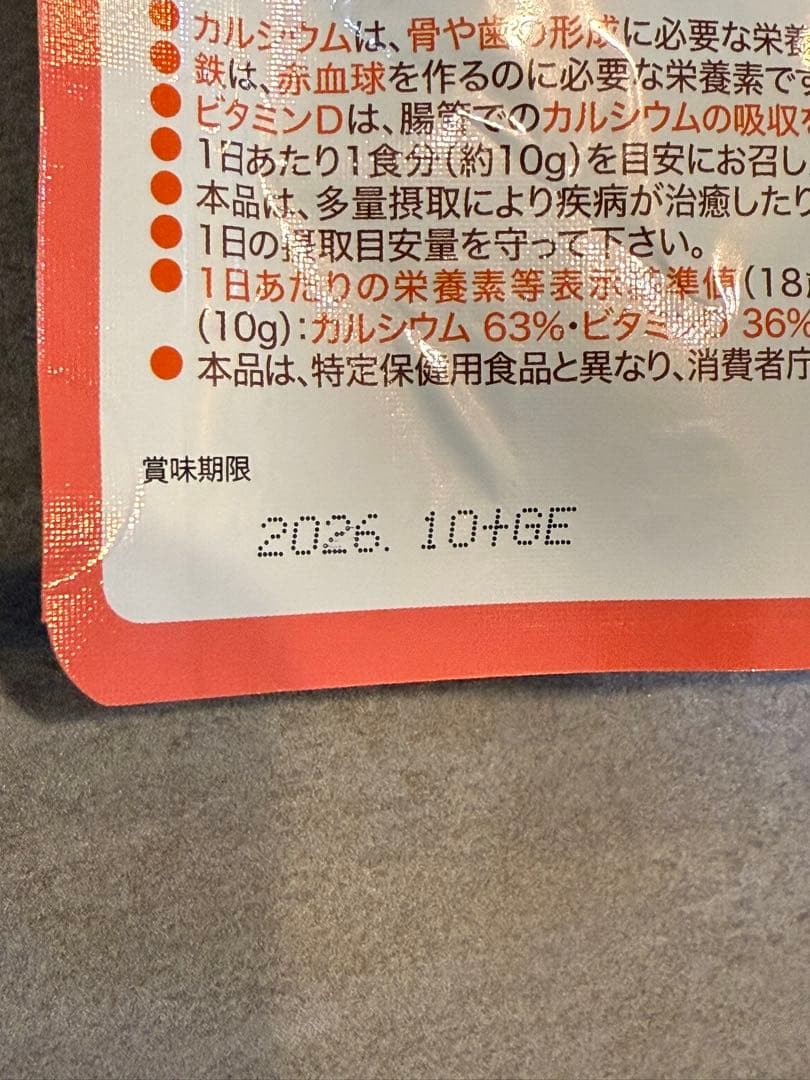 カルシウムは、骨や歯の形成に必要な栄養
鉄は、赤血球を作るのに必要な栄養素です
ビタミンDは、腸管でのカルシウムの吸収
1日あたり1食分(約10g)を目安にお召し
本品は、多量摂取により疾病が治癒したり
1日の摂取目安量を守って下さい。
1日あたりの栄養素等表示基準値(18
(10g):カルシウム 63%・ビタミンD 36%
本品は、特定保健用食品と異なり、消費者庁
賞味期限
2026. 10+GE